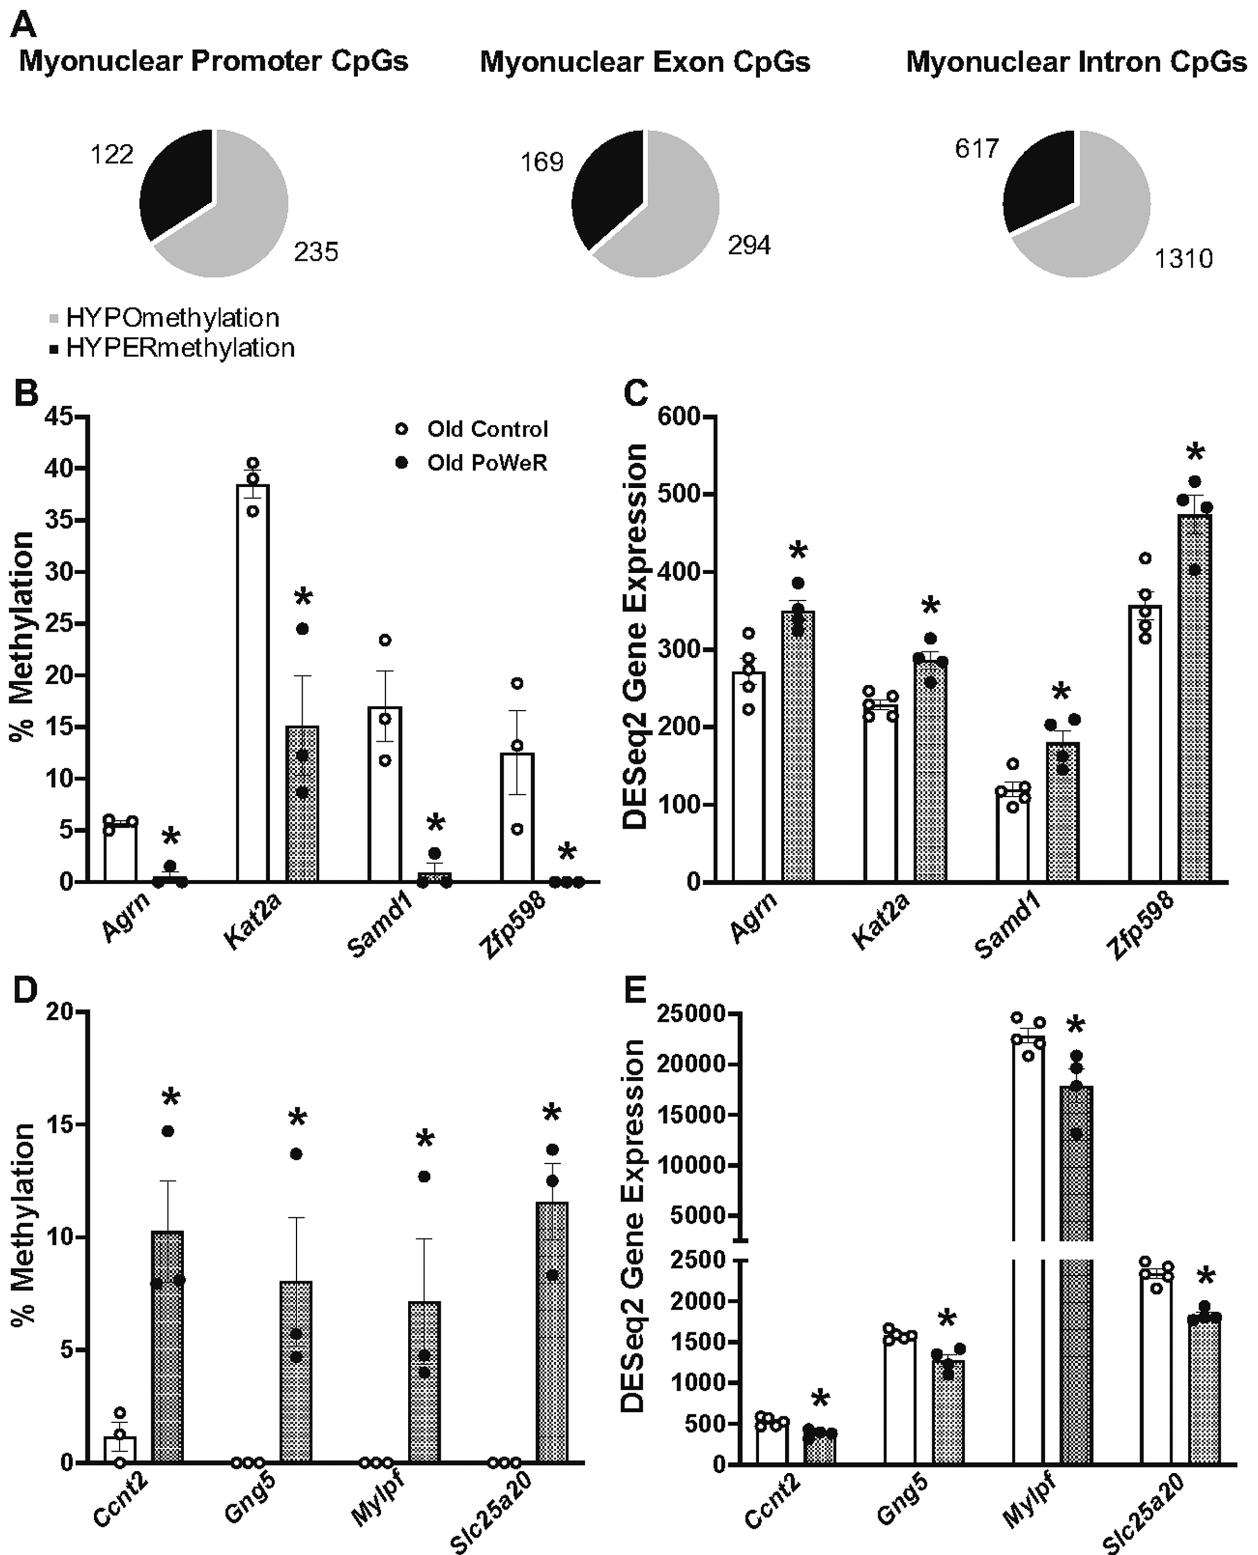 A
Myonuclear Promoter CpGs
Myonuclear Exon CpGs
Myonuclear Intron CpGs
122
235
169
294
617
1310
HYPOmethylation
HYPERmethylation
B
% Methylation
45
40
35
30
25
20
15
10
5
0
Old Control
Old PoWeR
*
*
*
*
Agrn
Kat2a
Samd1
Zfp598
C
DESeq2 Gene Expression
600
500
400
300
200
100
0
*
*
*
*
Agrn
Kat2a
Samd1
Zfp598
D
% Methylation
20
15
10
5
0
*
*
*
*
Ccnt2
Gng5
Mylpf
Slc25a20
E
DESeq2 Gene Expression
25000
20000
15000
10000
5000
2500
2000
1500
1000
500
0
*
*
*
*
Ccnt2
Gng5
Mylpf
Slc25a20